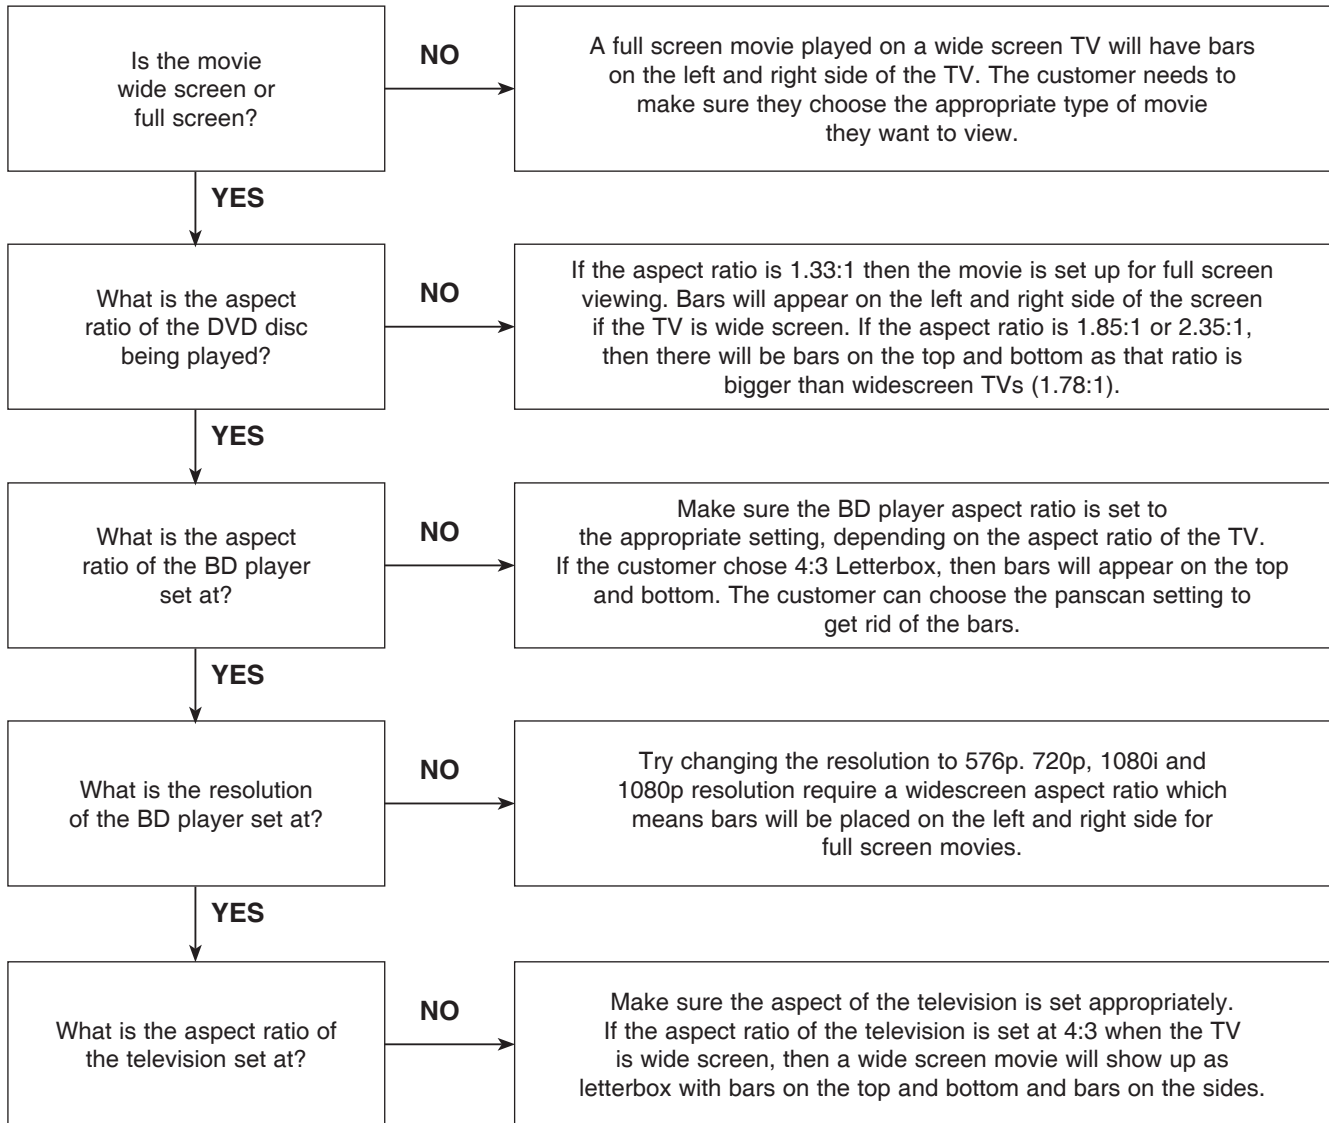 Is the movie
wide screen or
full screen?
NO
A full screen movie played on a wide screen TV will have bars
on the left and right side of the TV. The customer needs to
make sure they choose the appropriate type of movie
they want to view.
YES
What is the aspect
ratio of the DVD disc
being played?
NO
If the aspect ratio is 1.33:1 then the movie is set up for full screen
viewing. Bars will appear on the left and right side of the screen
if the TV is wide screen. If the aspect ratio is 1.85:1 or 2.35:1,
then there will be bars on the top and bottom as that ratio is
bigger than widescreen TVs (1.78:1).
YES
What is the aspect
ratio of the BD player
set at?
NO
Make sure the BD player aspect ratio is set to
the appropriate setting, depending on the aspect ratio of the TV.
If the customer chose 4:3 Letterbox, then bars will appear on the top
and bottom. The customer can choose the panscan setting to
get rid of the bars.
YES
What is the resolution
of the BD player set at?
NO
Try changing the resolution to 576p. 720p, 1080i and
1080p resolution require a widescreen aspect ratio which
means bars will be placed on the left and right side for
full screen movies.
YES
What is the aspect ratio of
the television set at?
NO
Make sure the aspect of the television is set appropriately.
If the aspect ratio of the television is set at 4:3 when the TV
is wide screen, then a wide screen movie will show up as
letterbox with bars on the top and bottom and bars on the sides.